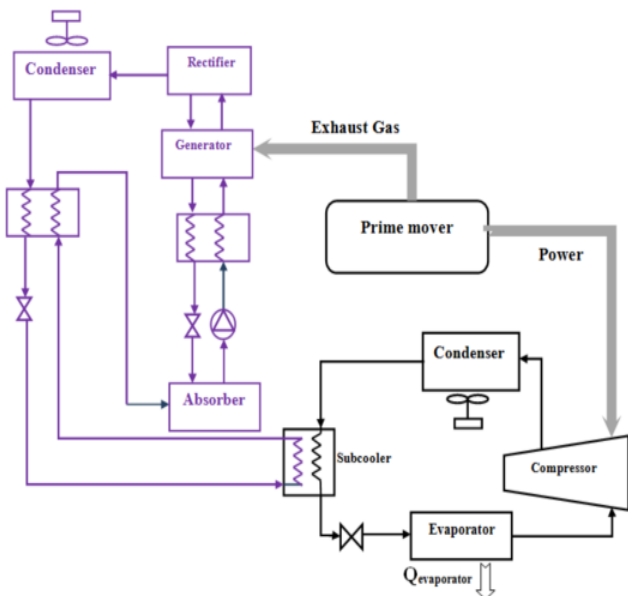 Condenser
Rectifier
Exhaust Gas
Generator
Prime mover
Power
Condenser
Absorber
Subcooler
Compressor
Evaporator
Qevaporator